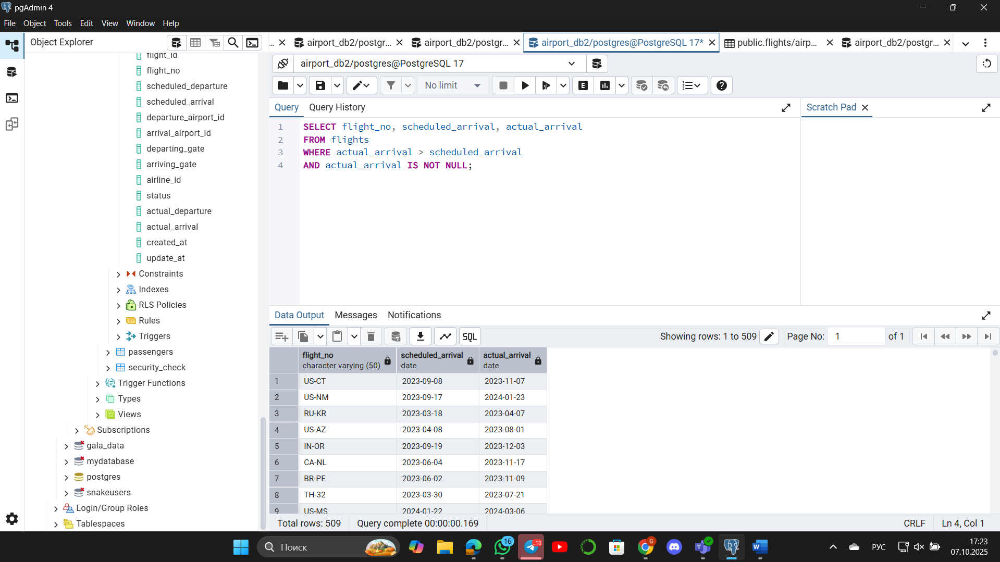 pgAdmin 4
File Object Tools Edit View Window Help
Object Explorer
flight_id
flight_no
scheduled_departure
scheduled_arrival
departure_airport_id
arrival_airport_id
departing_gate
arriving_gate
airline_id
status
actual_departure
actual_arrival
created_at
update_at
Constraints
Indexes
RLS Policies
Rules
Triggers
passengers
security_check
Trigger Functions
Types
Views
Subscriptions
gala_data
mydatabase
postgres
snakeusers
Login/Group Roles
Tablespaces
... airport_db2/postgr... airport_db2/postgr... airport_db2/postgres@PostgreSQL 17* public.flights/airp... airport_db2/postgr...
airport_db2/postgres@PostgreSQL 17
No limit E
Query Query History Scratch Pad
1 SELECT flight_no, scheduled_arrival, actual_arrival
2 FROM flights
3 WHERE actual_arrival > scheduled_arrival
4 AND actual_arrival IS NOT NULL;
Data Output Messages Notifications
SQL Showing rows: 1 to 509 Page No: 1 of 1
flight_no scheduled_arrival actual_arrival
character varying (50) date date
1 US-CT 2023-09-08 2023-11-07
2 US-NM 2023-09-17 2024-01-23
3 RU-KR 2023-03-18 2023-04-07
4 US-AZ 2023-04-08 2023-08-01
5 IN-OR 2023-09-19 2023-12-03
6 CA-NL 2023-06-04 2023-11-17
7 BR-PE 2023-06-02 2023-11-09
8 TH-32 2023-03-30 2023-07-21
9 US-MS 2024-01-22 2024-03-06
Total rows: 509 Query complete 00:00:00.169 CRLF Ln 4, Col 1
Поиск 16 ..10 G T W РУС 17:23
07.10.2025